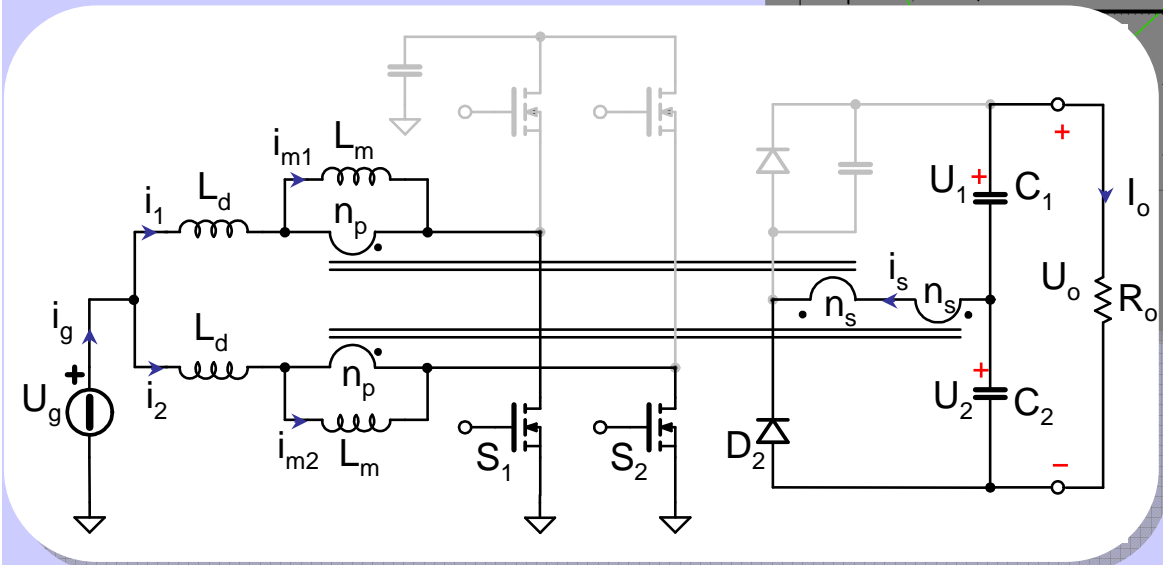 i_m1 L_m
i_1 L_d n_p
U_1 + C_1
+
I_o
i_s
n_s n_s
U_o R_o
i_g
L_d
i_2 n_p
+
U_g
i_m2 L_m
S_1 S_2
D_2
+
U_2 C_2
−